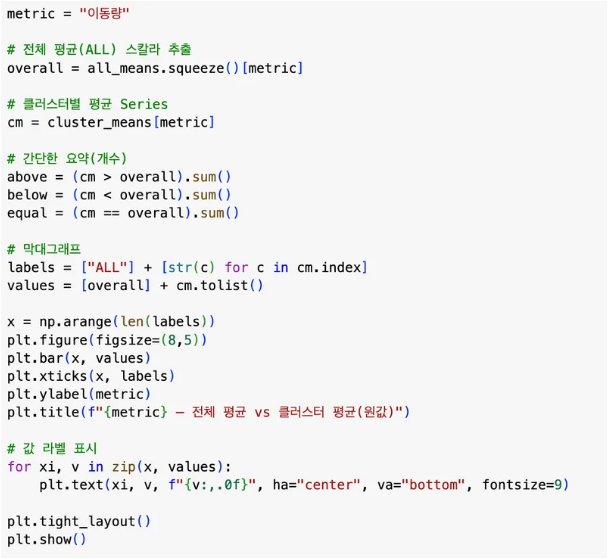 metric = "이동량"
# 전체 평균(ALL) 스칼라 추출
overall = all_means.squeeze()[metric]
# 클러스터별 평균 Series
cm = cluster_means[metric]
# 간단한 요약(개수)
above = (cm > overall).sum()
below = (cm < overall).sum()
equal = (cm == overall).sum()
# 막대그래프
labels = ["ALL"] + [str(c) for c in cm.index]
values = [overall] + cm.tolist()
x = np.arange(len(labels))
plt.figure(figsize=(8,5))
plt.bar(x, values)
plt.xticks(x, labels)
plt.ylabel(metric)
plt.title(f"{metric} — 전체 평균 vs 클러스터 평균(원값)")
# 값 라벨 표시
for xi, v in zip(x, values):
    plt.text(xi, v, f"{v:,.0f}", ha="center", va="bottom", fontsize=9)
plt.tight_layout()
plt.show()